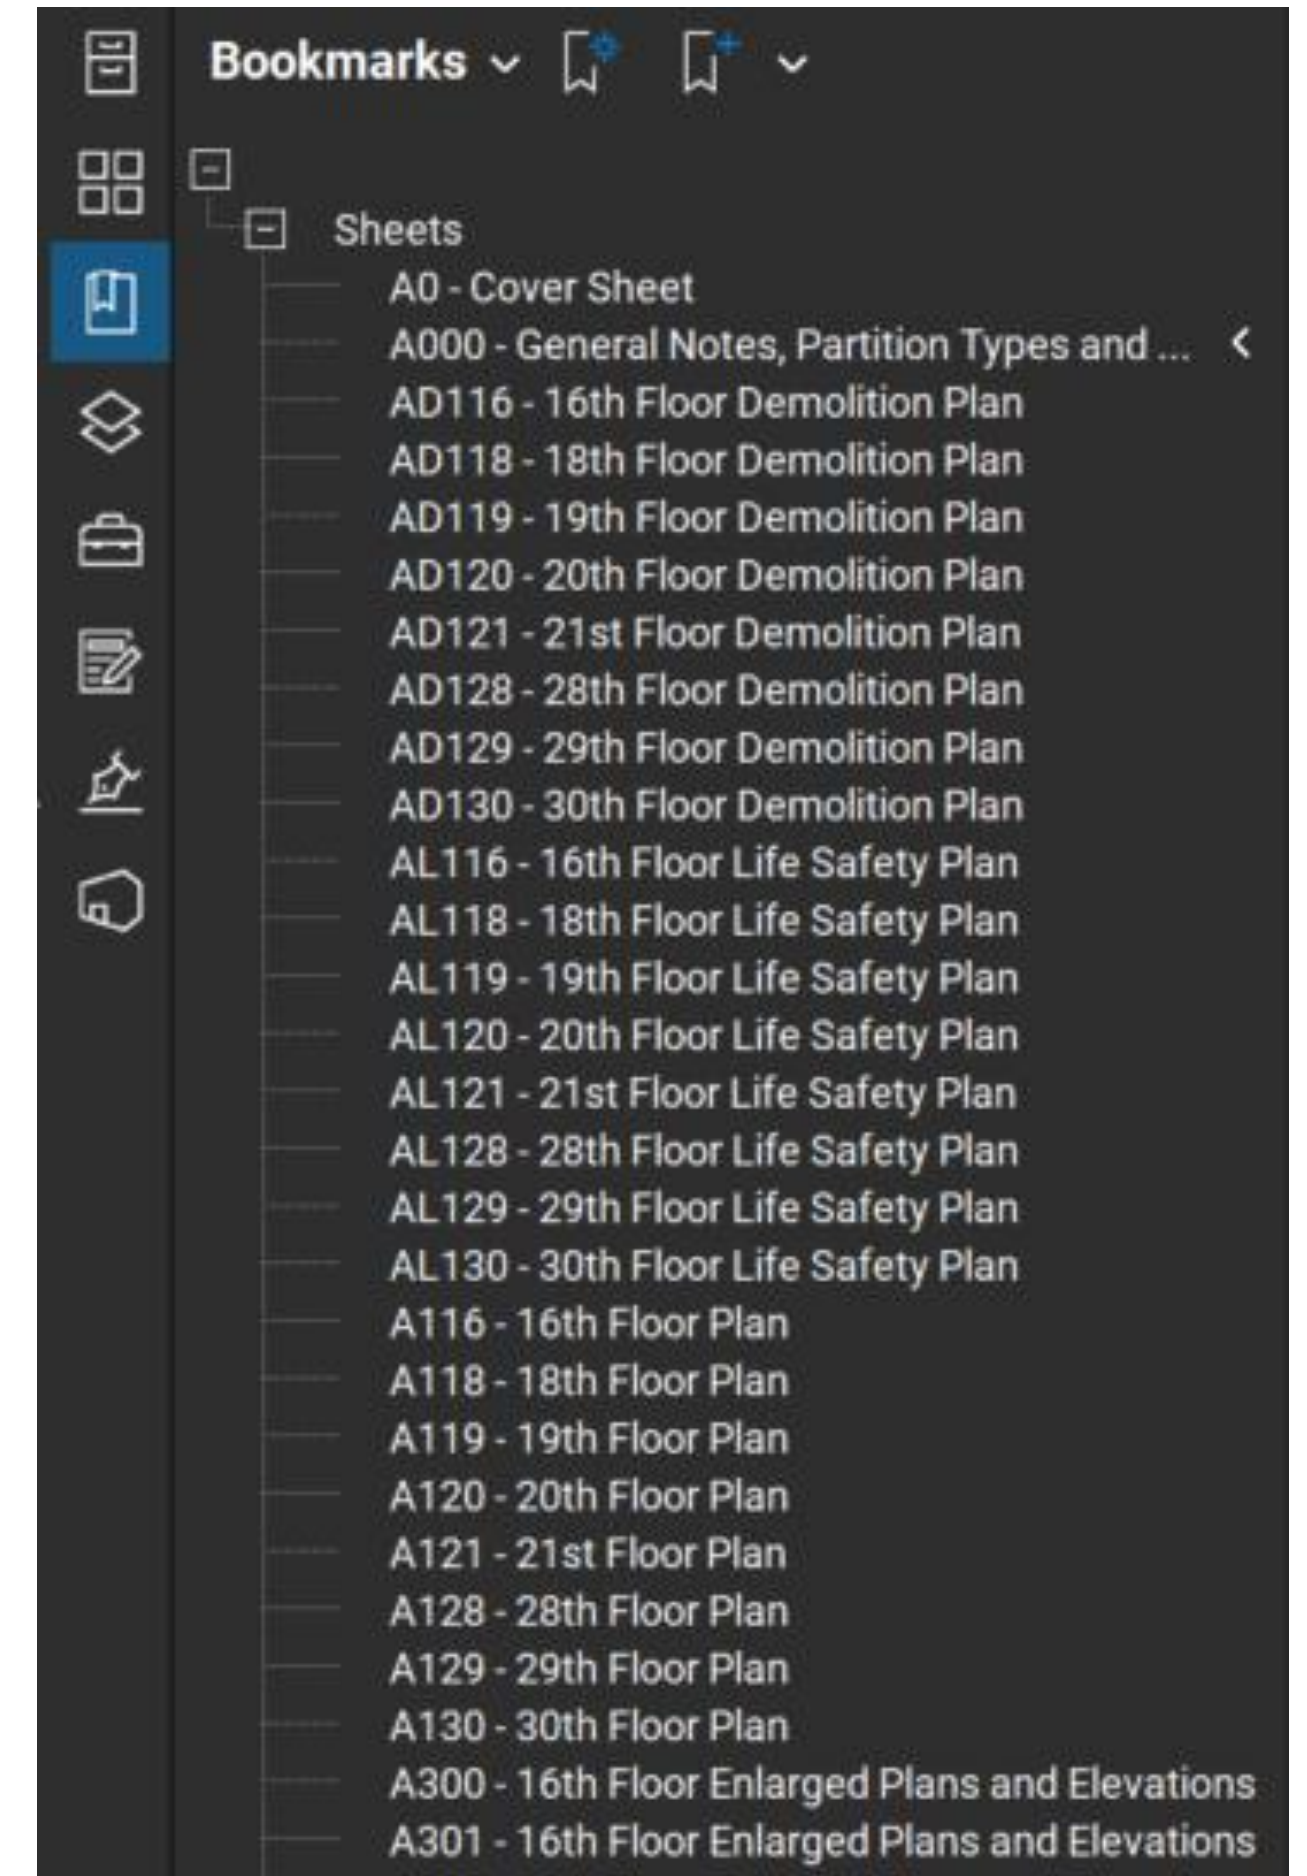 Bookmarks
Sheets
A0 - Cover Sheet
A000 - General Notes, Partition Types and ...
AD116 - 16th Floor Demolition Plan
AD118 - 18th Floor Demolition Plan
AD119 - 19th Floor Demolition Plan
AD120 - 20th Floor Demolition Plan
AD121 - 21st Floor Demolition Plan
AD128 - 28th Floor Demolition Plan
AD129 - 29th Floor Demolition Plan
AD130 - 30th Floor Demolition Plan
AL116 - 16th Floor Life Safety Plan
AL118 - 18th Floor Life Safety Plan
AL119 - 19th Floor Life Safety Plan
AL120 - 20th Floor Life Safety Plan
AL121 - 21st Floor Life Safety Plan
AL128 - 28th Floor Life Safety Plan
AL129 - 29th Floor Life Safety Plan
AL130 - 30th Floor Life Safety Plan
A116 - 16th Floor Plan
A118 - 18th Floor Plan
A119 - 19th Floor Plan
A120 - 20th Floor Plan
A121 - 21st Floor Plan
A128 - 28th Floor Plan
A129 - 29th Floor Plan
A130 - 30th Floor Plan
A300 - 16th Floor Enlarged Plans and Elevations
A301 - 16th Floor Enlarged Plans and Elevations